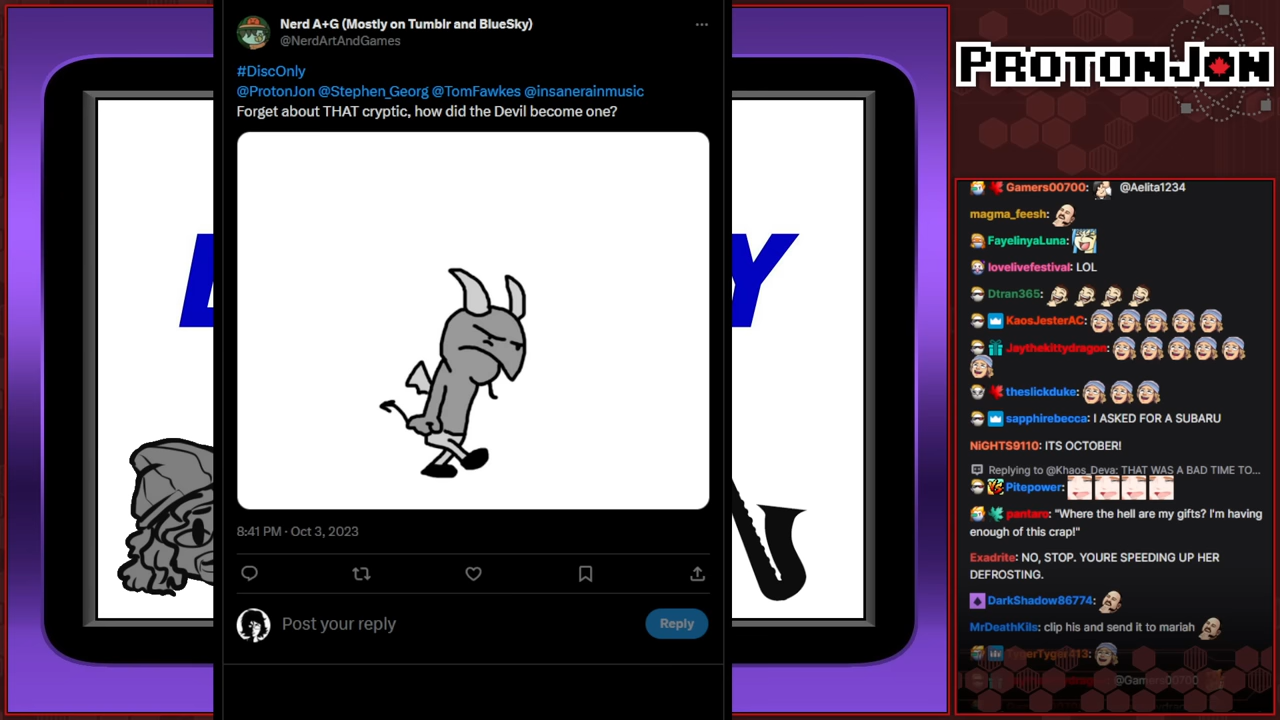 Nerd A+G (Mostly on Tumblr and BlueSky)
@NerdArtAndGames
#DiscOnly
@ProtonJon @Stephen_Georg @TomFawkes @insanerainmusic
Forget about THAT cryptic, how did the Devil become one?
8:41 PM · Oct 3, 2023
Post your reply
Reply
Y
PROTONJON
Gamers00700: @Aelita1234
magma_feesh:
FayelinyaLuna:
lovelivefestival: LOL
Dtran365:
KaosJesterAC:
Jaythekittydragon:
theslickduke:
sapphirebecca: I ASKED FOR A SUBARU
NiGHTS9110: ITS OCTOBER!
Replying to @Khaos_Deva: THAT WAS A BAD TIME TO...
Pitepower:
pantaro: "Where the hell are my gifts? I'm having
enough of this crap!"
Exadrite: NO, STOP. YOURE SPEEDING UP HER
DEFROSTING.
DarkShadow86774:
MrDeathKils: clip his and send it to mariah
TygerTyger413:
@Gamers00700